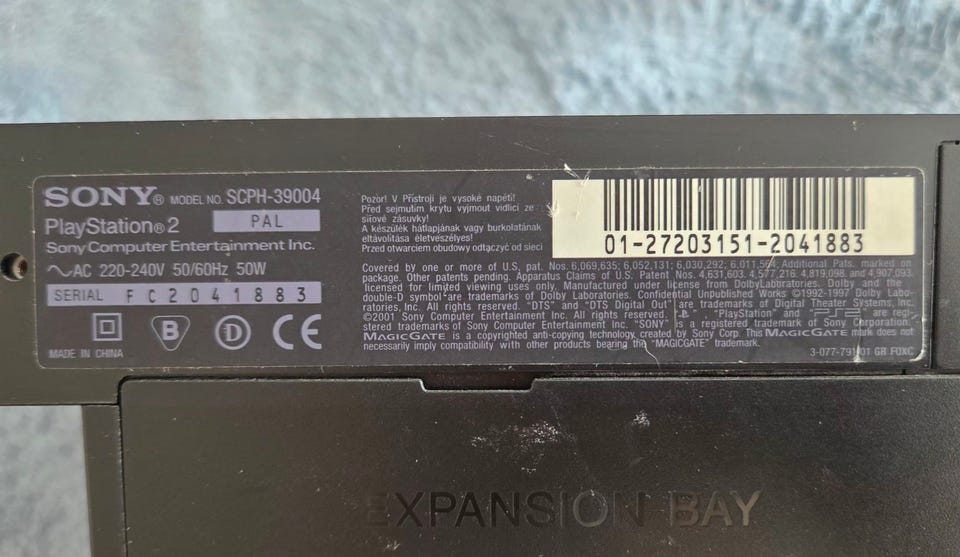 SONY® MODEL NO. SCPH-39004
PlayStation®2 PAL
Sony Computer Entertainment Inc.
AC 220-240V 50/60Hz 50W
SERIAL FC2041883
B D CE
MADE IN CHINA
Pozor! V Přístroji je vysoké napětí!
Před sejmutím krytu vyjmout vidlici ze
síťové zásuvky!
A készülék hátlapjának vagy burkolatának
eltávolítása életveszélyes!
Przed otwarciem obudowy odtączyć od sieci
01-27203151-2041883
Covered by one or more of U.S. pat. Nos. 6,069,635; 6,052,131; 6,030,292; 6,011,564; Additional Pats. marked on
package. Other patents pending. Apparatus Claims of U.S. Patent Nos. 4,631,603, 4,577,216, 4,819,098 and 4,907,093
licensed for limited viewing uses only. Manufactured under license from DolbyLaboratories. Dolby and the
double-D symbol are trademarks of Dolby Laboratories. Confidential Unpublished Works ©1992-1997 Dolby Labo-
ratories, Inc. All rights reserved. "DTS" and "DTS Digital Out" are trademarks of Digital Theater Systems, Inc.
©2001 Sony Computer Entertainment Inc. All rights reserved. " ", "PlayStation" and "PS2" are regi-
stered trademarks of Sony Computer Entertainment Inc. "SONY" is a registered trademark of Sony Corporation.
MAGICGATE is a copyrighted anti-copying technology created by Sony Corp. This MAGICGATE mark does not
necessarily imply compatibility with other products bearing the "MAGICGATE" trademark.
3-077-791-01 GR FOXC
EXPANSION BAY